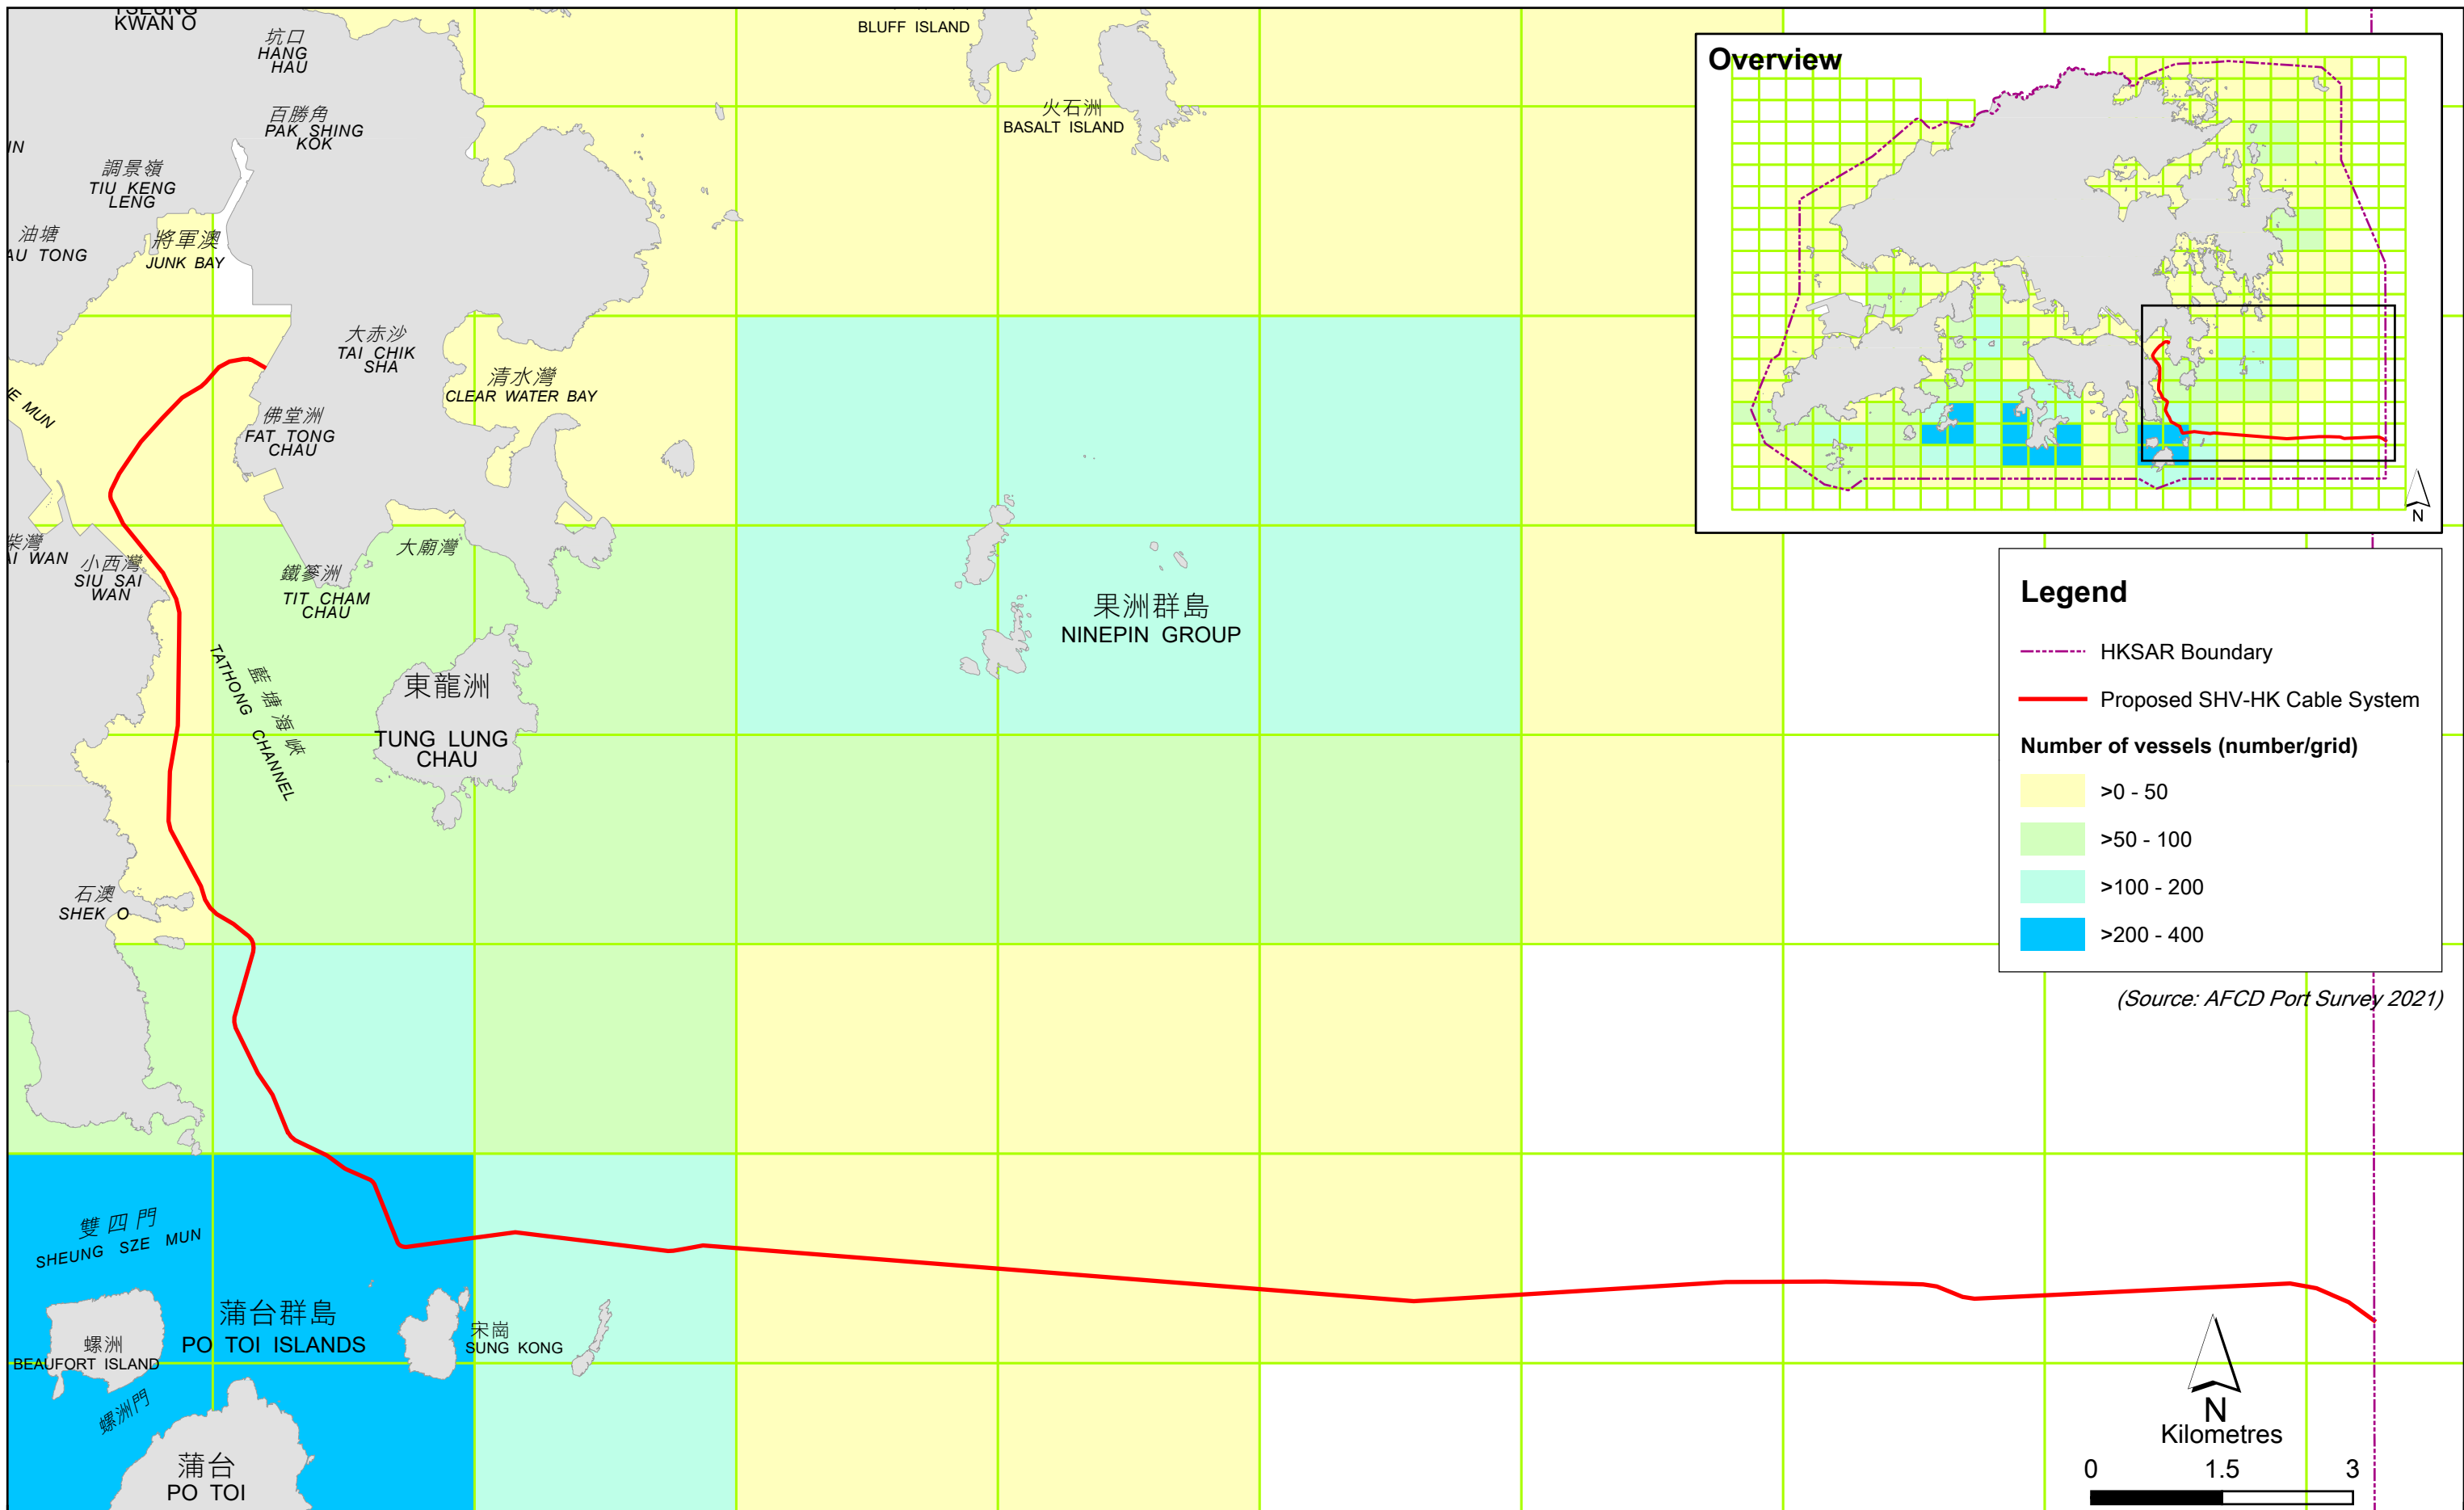 KWAN O
坑口
HANG
HAU
百勝角
PAK SHING
KOK
調景嶺
TIU KENG
LENG
油塘
AU TONG
將軍澳
JUNK BAY
BLUFF ISLAND
火石洲
BASALT ISLAND
大赤沙
TAI CHIK
SHA
清水灣
CLEAR WATER BAY
佛堂洲
FAT TONG
CHAU
E MUN
柴灣
AI WAN
小西灣
SIU SAI
WAN
大廟灣
鐵篸洲
TIT CHAM
CHAU
藍塘海峽
TATHONG CHANNEL
東龍洲
TUNG LUNG
CHAU
果洲群島
NINEPIN GROUP
石澳
SHEK O
雙四門
SHEUNG SZE MUN
螺洲
BEAUFORT ISLAND
蒲台群島
PO TOI ISLANDS
宋崗
SUNG KONG
螺洲門
蒲台
PO TOI
Overview
N
Legend
HKSAR Boundary
Proposed SHV-HK Cable System
Number of vessels (number/grid)
>0 - 50
>50 - 100
>100 - 200
>200 - 400
(Source: AFCD Port Survey 2021)
N
Kilometres
0 1.5 3